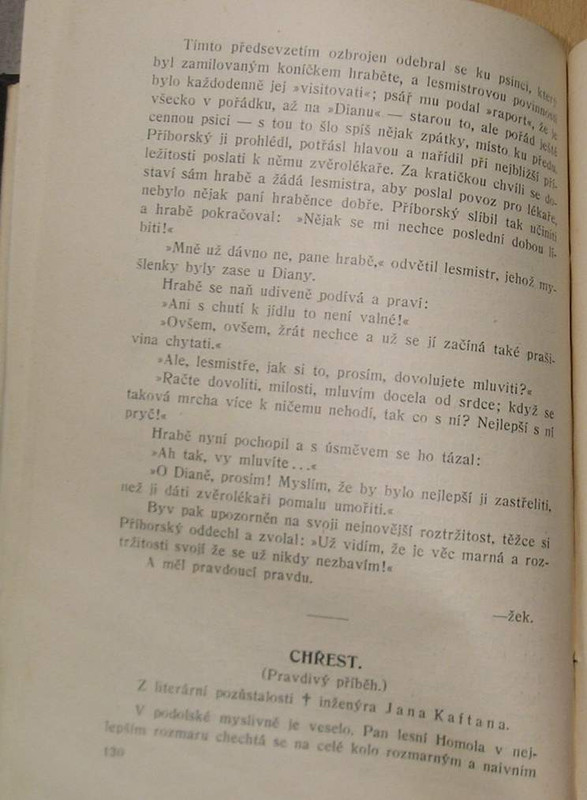 Tímto předsevzetím ozbrojen odebral se ku psinci, který
byl zamilovaným koníčkem hraběte, a lesmistrovou povinností
bylo každodenně jej »visitovati«; psář mu podal »raport«, že je
všecko v pořádku, až na »Dianu« — starou to, ale pořád ještě
cennou psici — s tou to šlo spíš nějak zpátky, místo ku předu.
Příborský ji prohlédí, potřásl hlavou a nařídil při nejbližší pří-
ležitosti poslati k němu zvěrolékaře. Za kratičkou chvíli se do-
staví sám hrabě a žádá lesmistra, aby poslal povoz pro lékaře,
nebylo nějak paní hraběnce dobře. Příborský slíbil tak učiniti
a hrabě pokračoval: »Nějak se mi nechce poslední dobou lí-
biti!«
»Mně už dávno ne, pane hrabě,« odvětil lesmistr, jehož my-
šlenky byly zase u Diany.
Hrabě se naň udiveně podívá a praví:
»Ani s chutí k jídlu to není valné!«
»Ovšem, ovšem, žrát nechce a už se jí začíná také praši-
vina chytati.«
»Ale, lesmistře, jak si to, prosím, dovolujete mluviti?«
»Račte dovoliti, milosti, mluvím docela od srdce; když se
taková mrcha více k ničemu nehodí, tak co s ní? Nejlepší s ní
pryč!«
Hrabě nyní pochopil a s úsměvem se ho tázal:
»Ah tak, vy mluvíte...«
»O Dianě, prosím! Myslím, že by bylo nejlepší ji zastřeliti,
než ji dáti zvěrolékaři pomalu umořiti.«
Byv pak upozorněn na svoji nejnovější roztržitost, těžce si
Příborský oddechl a zvolal: »Už vidím, že je věc marná a roz-
tržitosti svojí že se už nikdy nezbavím!«
A měl pravdoucí pravdu.
—žek.
CHŘEST.
(Pravdivý příběh.)
Z literární pozůstalosti † inženýra Jana Kaftana.
V podolské myslivně je veselo. Pan lesní Homola v nej-
lepším rozmaru chechtá se na celé kolo rozmarným a naivním
130